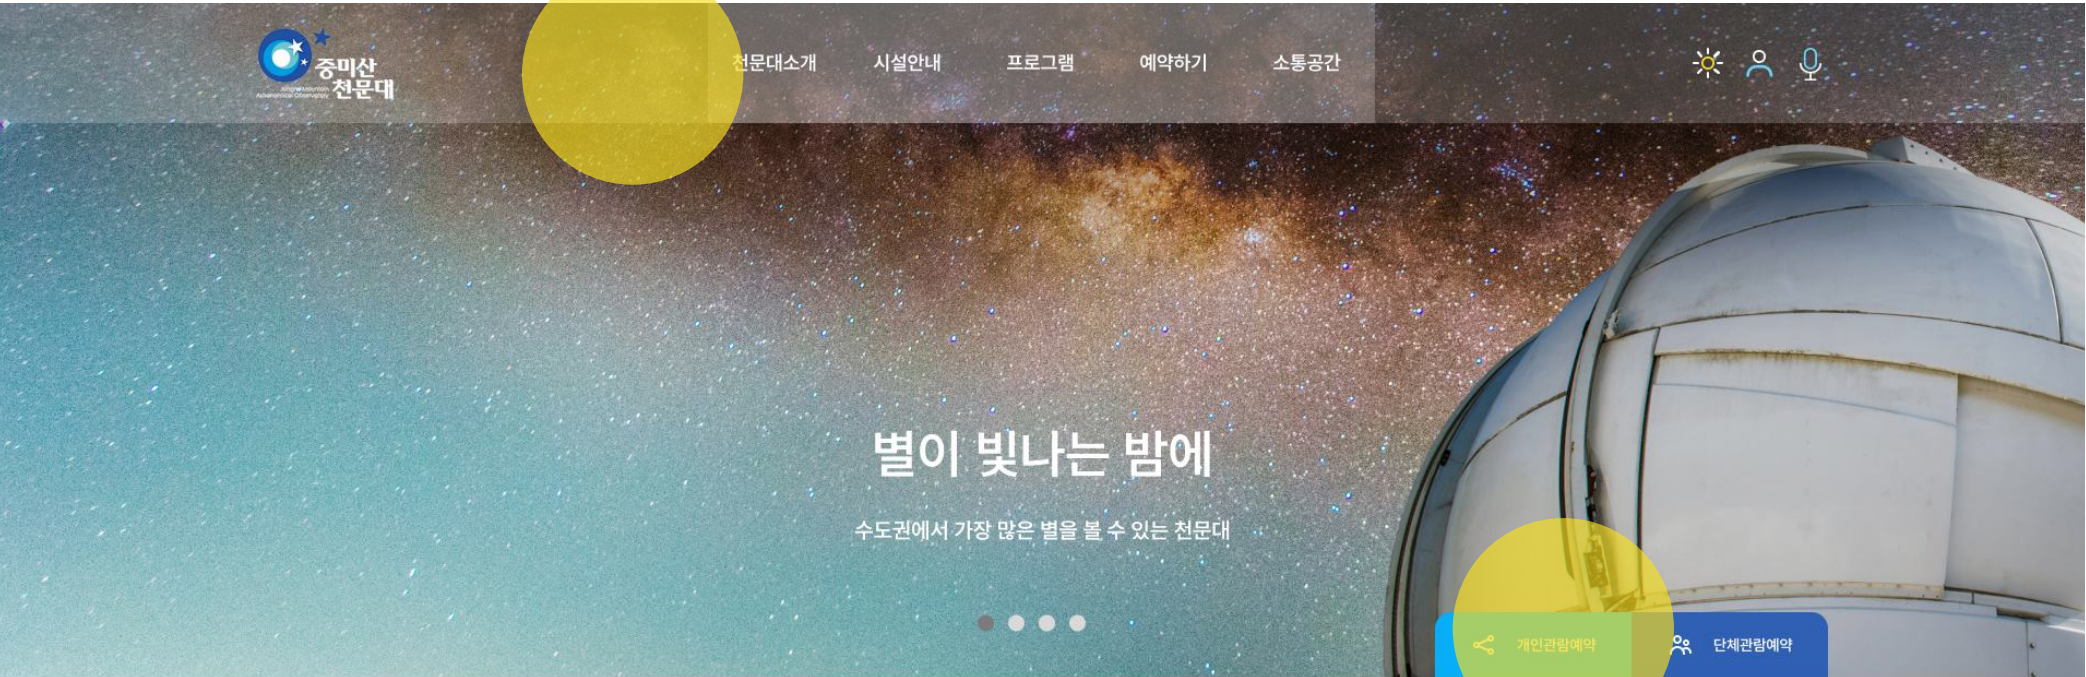 중미산
천문대
천문대소개 시설안내 프로그램 예약하기 소통공간
별이 빛나는 밤에
수도권에서 가장 많은 별을 볼 수 있는 천문대
개인관람예약 단체관람예약